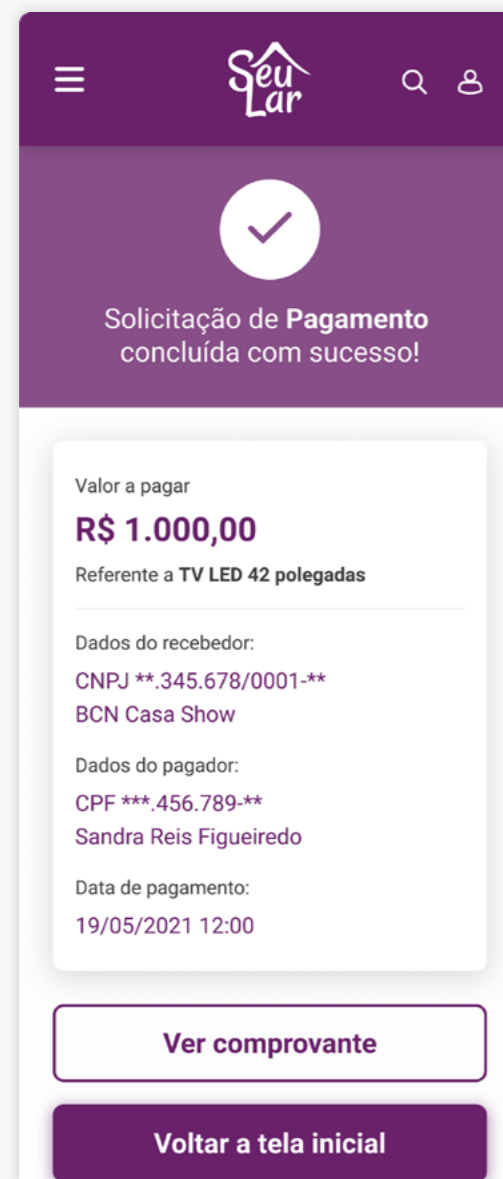 Seu
Lar
Solicitação de Pagamento
concluída com sucesso!
Valor a pagar
R$ 1.000,00
Referente a TV LED 42 polegadas
Dados do recebedor:
CNPJ **.345.678/0001-**
BCN Casa Show
Dados do pagador:
CPF ***.456.789-**
Sandra Reis Figueiredo
Data de pagamento:
19/05/2021 12:00
Ver comprovante
Voltar a tela inicial